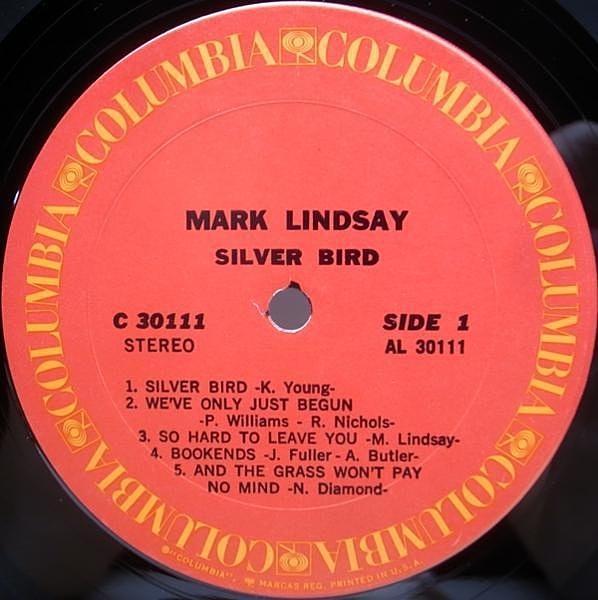 COLUMBIA COLUMBIA COLUMBIA COLUMBIA COLUMBIA COLUMBIA
MARK LINDSAY
SILVER BIRD
C 30111
STEREO
SIDE 1
AL 30111
1. SILVER BIRD -K. Young-
2. WE'VE ONLY JUST BEGUN
-P. Williams - R. Nichols-
3. SO HARD TO LEAVE YOU -M. Lindsay-
4. BOOKENDS -J. Fuller - A. Butler-
5. AND THE GRASS WON'T PAY
NO MIND -N. Diamond-
"COLUMBIA", MARCAS REG. PRINTED IN U.S.A.